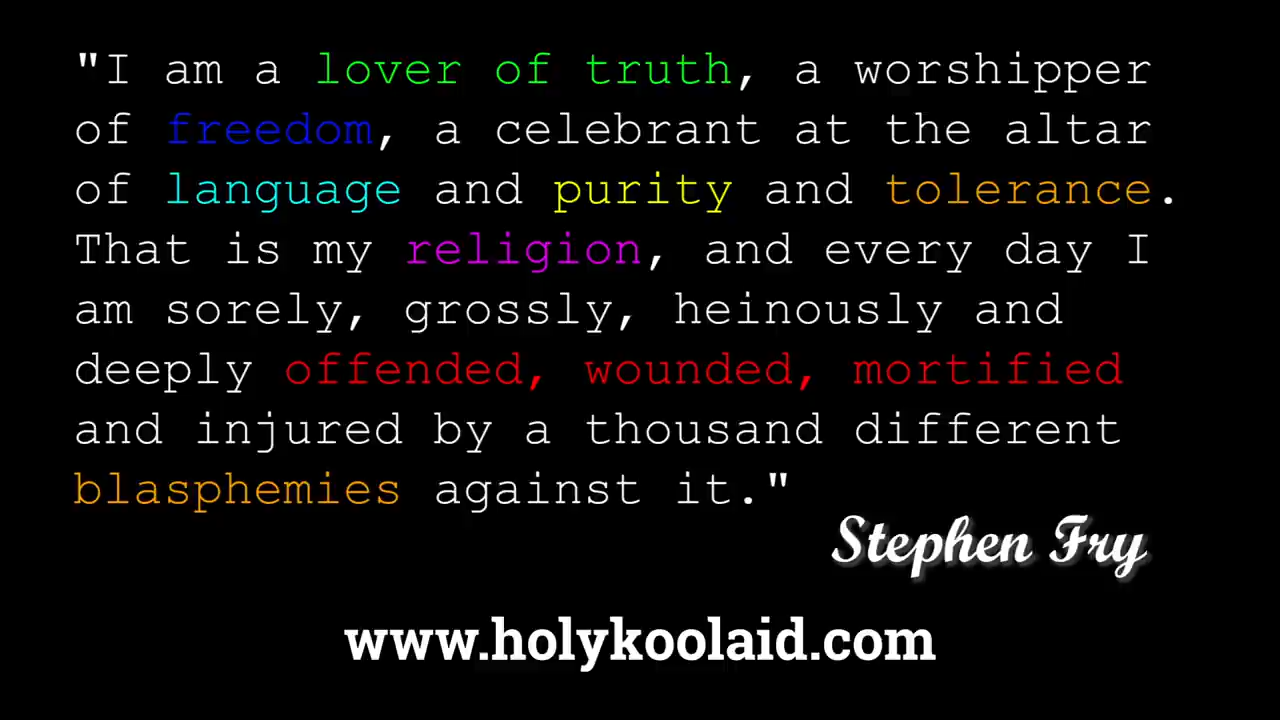 "I am a lover of truth, a worshipper
of freedom, a celebrant at the altar
of language and purity and tolerance.
That is my religion, and every day I
am sorely, grossly, heinously and
deeply offended, wounded, mortified
and injured by a thousand different
blasphemies against it."
Stephen Fry
www.holykoolaid.com